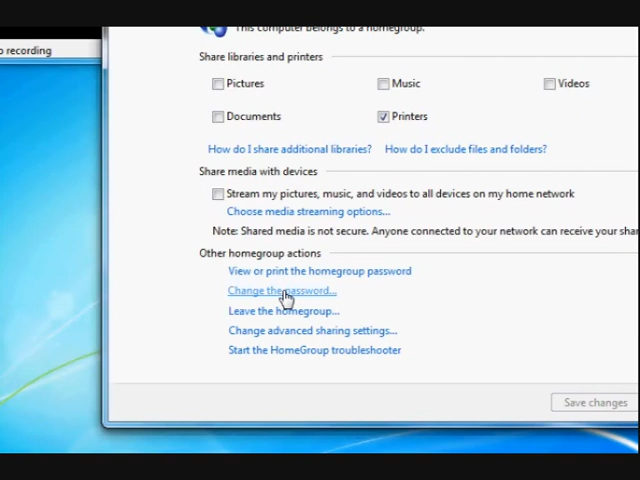 This computer belongs to a homegroup.
o recording
Share libraries and printers
Pictures Music Videos
Documents Printers
How do I share additional libraries? How do I exclude files and folders?
Share media with devices
Stream my pictures, music, and videos to all devices on my home network
Choose media streaming options...
Note: Shared media is not secure. Anyone connected to your network can receive your shar
Other homegroup actions
View or print the homegroup password
Change the password...
Leave the homegroup...
Change advanced sharing settings...
Start the HomeGroup troubleshooter
Save changes